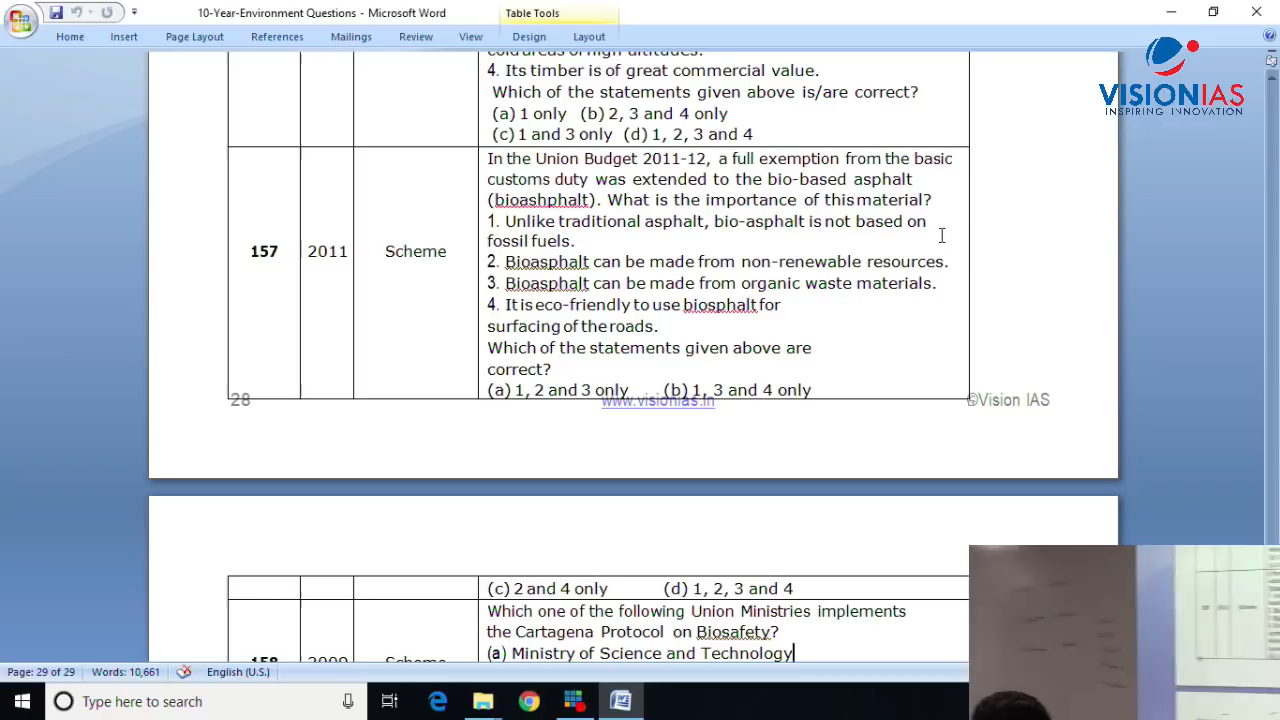 10-Year-Environment Questions - Microsoft Word
Table Tools
Home Insert Page Layout References Mailings Review View Design Layout
VISIONIAS
INSPIRING INNOVATION
cold areas of high altitudes.
4. Its timber is of great commercial value.
Which of the statements given above is/are correct?
(a) 1 only (b) 2, 3 and 4 only
(c) 1 and 3 only (d) 1, 2, 3 and 4
157 2011 Scheme
In the Union Budget 2011-12, a full exemption from the basic
customs duty was extended to the bio-based asphalt
(bioashphalt). What is the importance of this material?
1. Unlike traditional asphalt, bio-asphalt is not based on
fossil fuels.
2. Bioasphalt can be made from non-renewable resources.
3. Bioasphalt can be made from organic waste materials.
4. It is eco-friendly to use biosphalt for
surfacing of the roads.
Which of the statements given above are
correct?
(a) 1, 2 and 3 only (b) 1, 3 and 4 only
28 www.visionias.in ©Vision IAS
(c) 2 and 4 only (d) 1, 2, 3 and 4
158 2009 Scheme
Which one of the following Union Ministries implements
the Cartagena Protocol on Biosafety?
(a) Ministry of Science and Technology
Page: 29 of 29 Words: 10,661 English (U.S.)
Type here to search